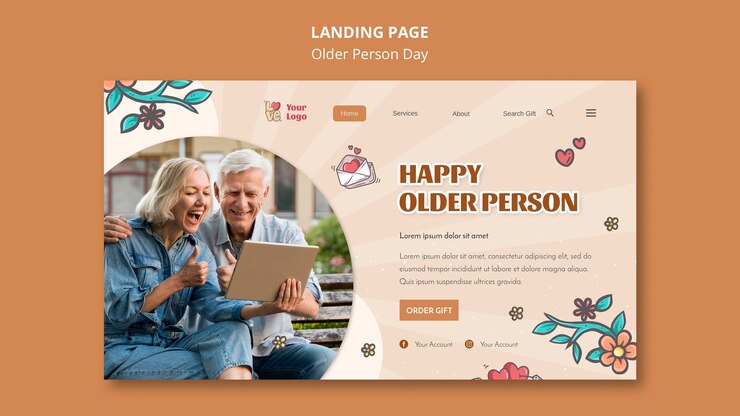 LANDING PAGE
Older Person Day
LOVE
Your
Logo
Home
Services
About
Search Gift
HAPPY
OLDER PERSON
Lorem ipsum dolor sit amet
Lorem ipsum dolor sit amet, consectetur adipiscing elit, sed do
eiusmod tempor incididunt ut labore et dolore magna aliqua.
Quis ipsum suspendisse ultrices gravida.
ORDER GIFT
Your Account
Your Account